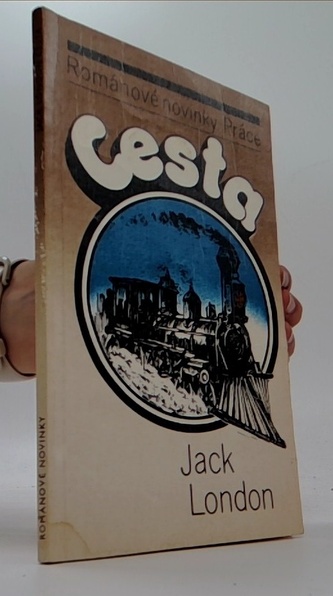 Románové novinky Práce
Cesta
Jack
London
ROMÁNOVÉ NOVINKY